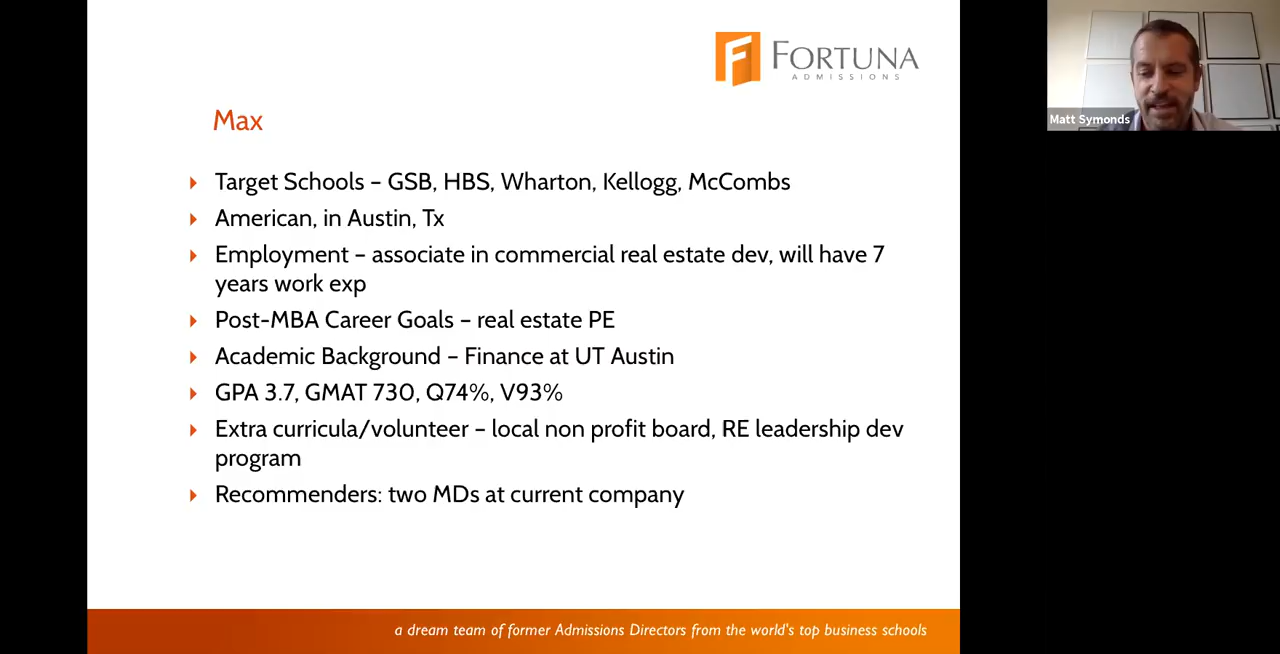 FORTUNA
ADMISSIONS
Matt Symonds
Max
Target Schools – GSB, HBS, Wharton, Kellogg, McCombs
American, in Austin, Tx
Employment – associate in commercial real estate dev, will have 7
years work exp
Post-MBA Career Goals – real estate PE
Academic Background – Finance at UT Austin
GPA 3.7, GMAT 730, Q74%, V93%
Extra curricula/volunteer – local non profit board, RE leadership dev
program
Recommenders: two MDs at current company
a dream team of former Admissions Directors from the world's top business schools